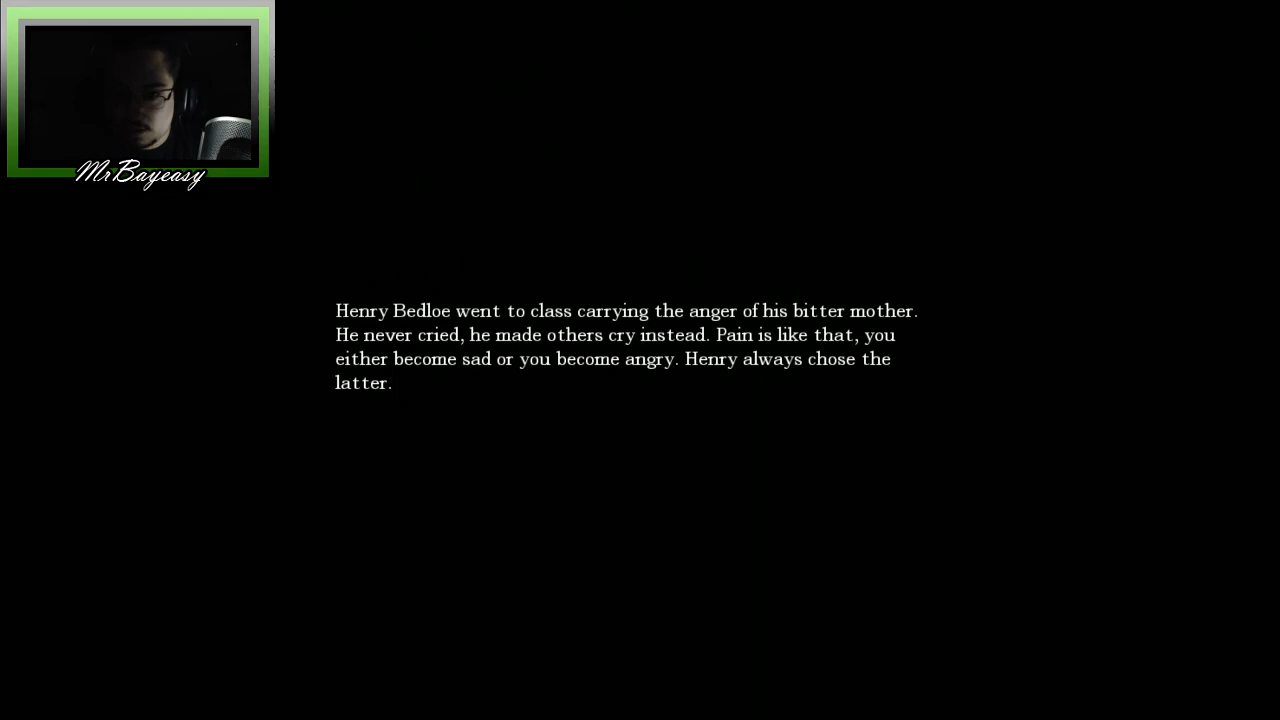 MrBayeasy
Henry Bedloe went to class carrying the anger of his bitter mother.
He never cried, he made others cry instead. Pain is like that, you
either become sad or you become angry. Henry always chose the
latter.